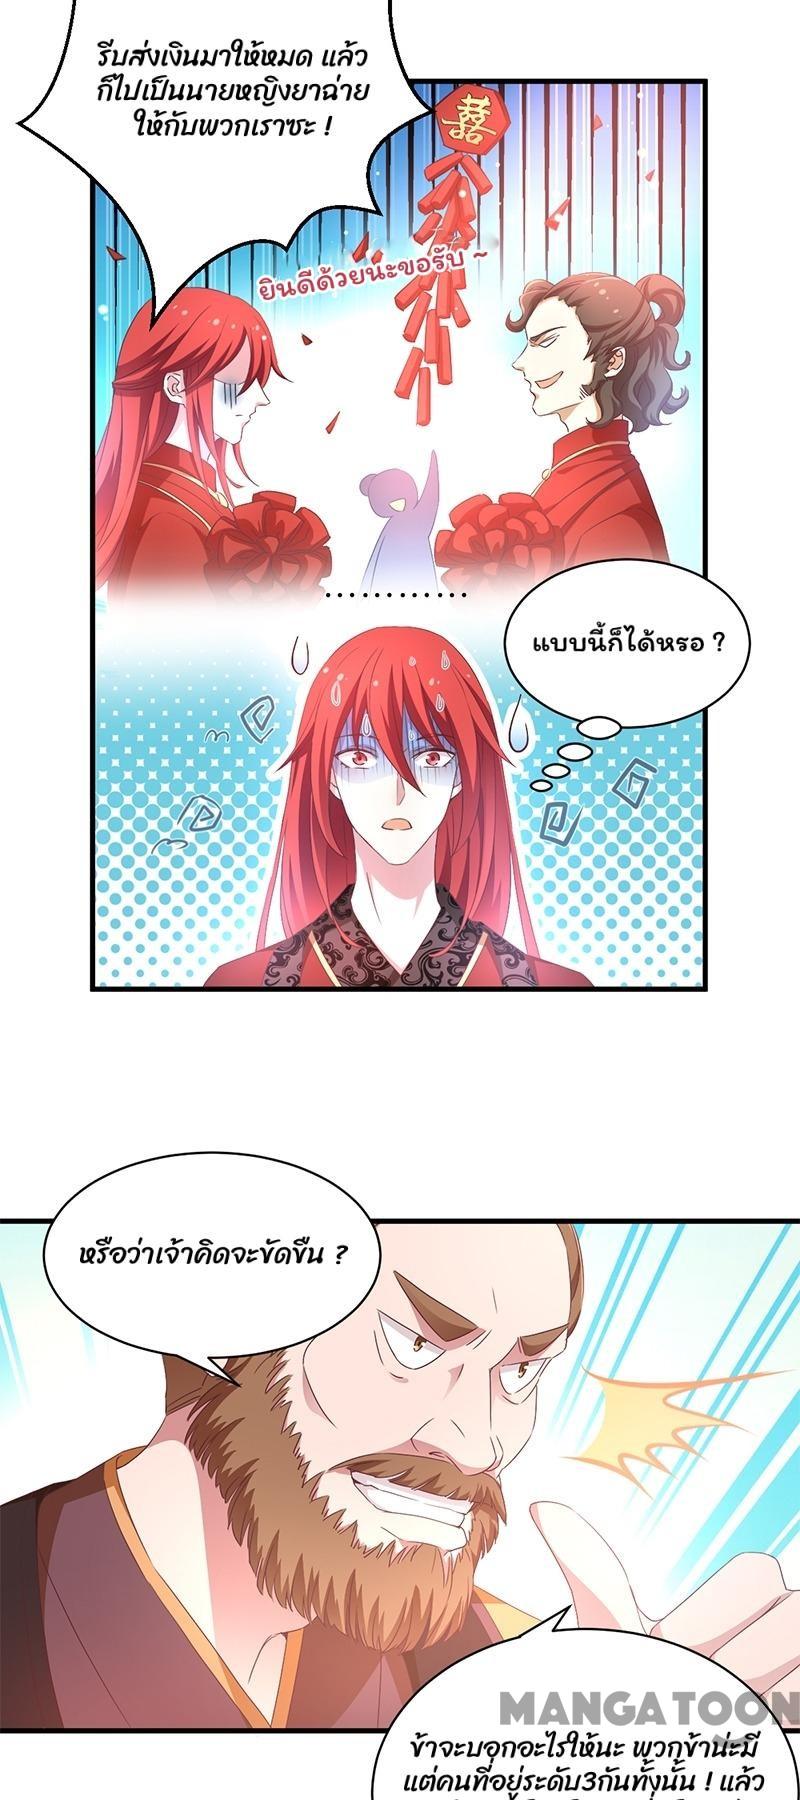 รีบส่งเงินมาให้หมด แล้ว
ก็ไปเป็นนายหญิงยาฉ่าย
ให้กับพวกเราซะ !
囍
ยินดีด้วยนะขอรับ ~
.............
แบบนี้ก็ได้หรอ ?
หรือว่าเจ้าคิดจะขัดขืน ?
MANGATOON
ข้าจะบอกอะไรให้นะ พวกข้าน่ะมี
แต่คนที่อยู่ระดับ3กันทั้งนั้น ! แล้ว